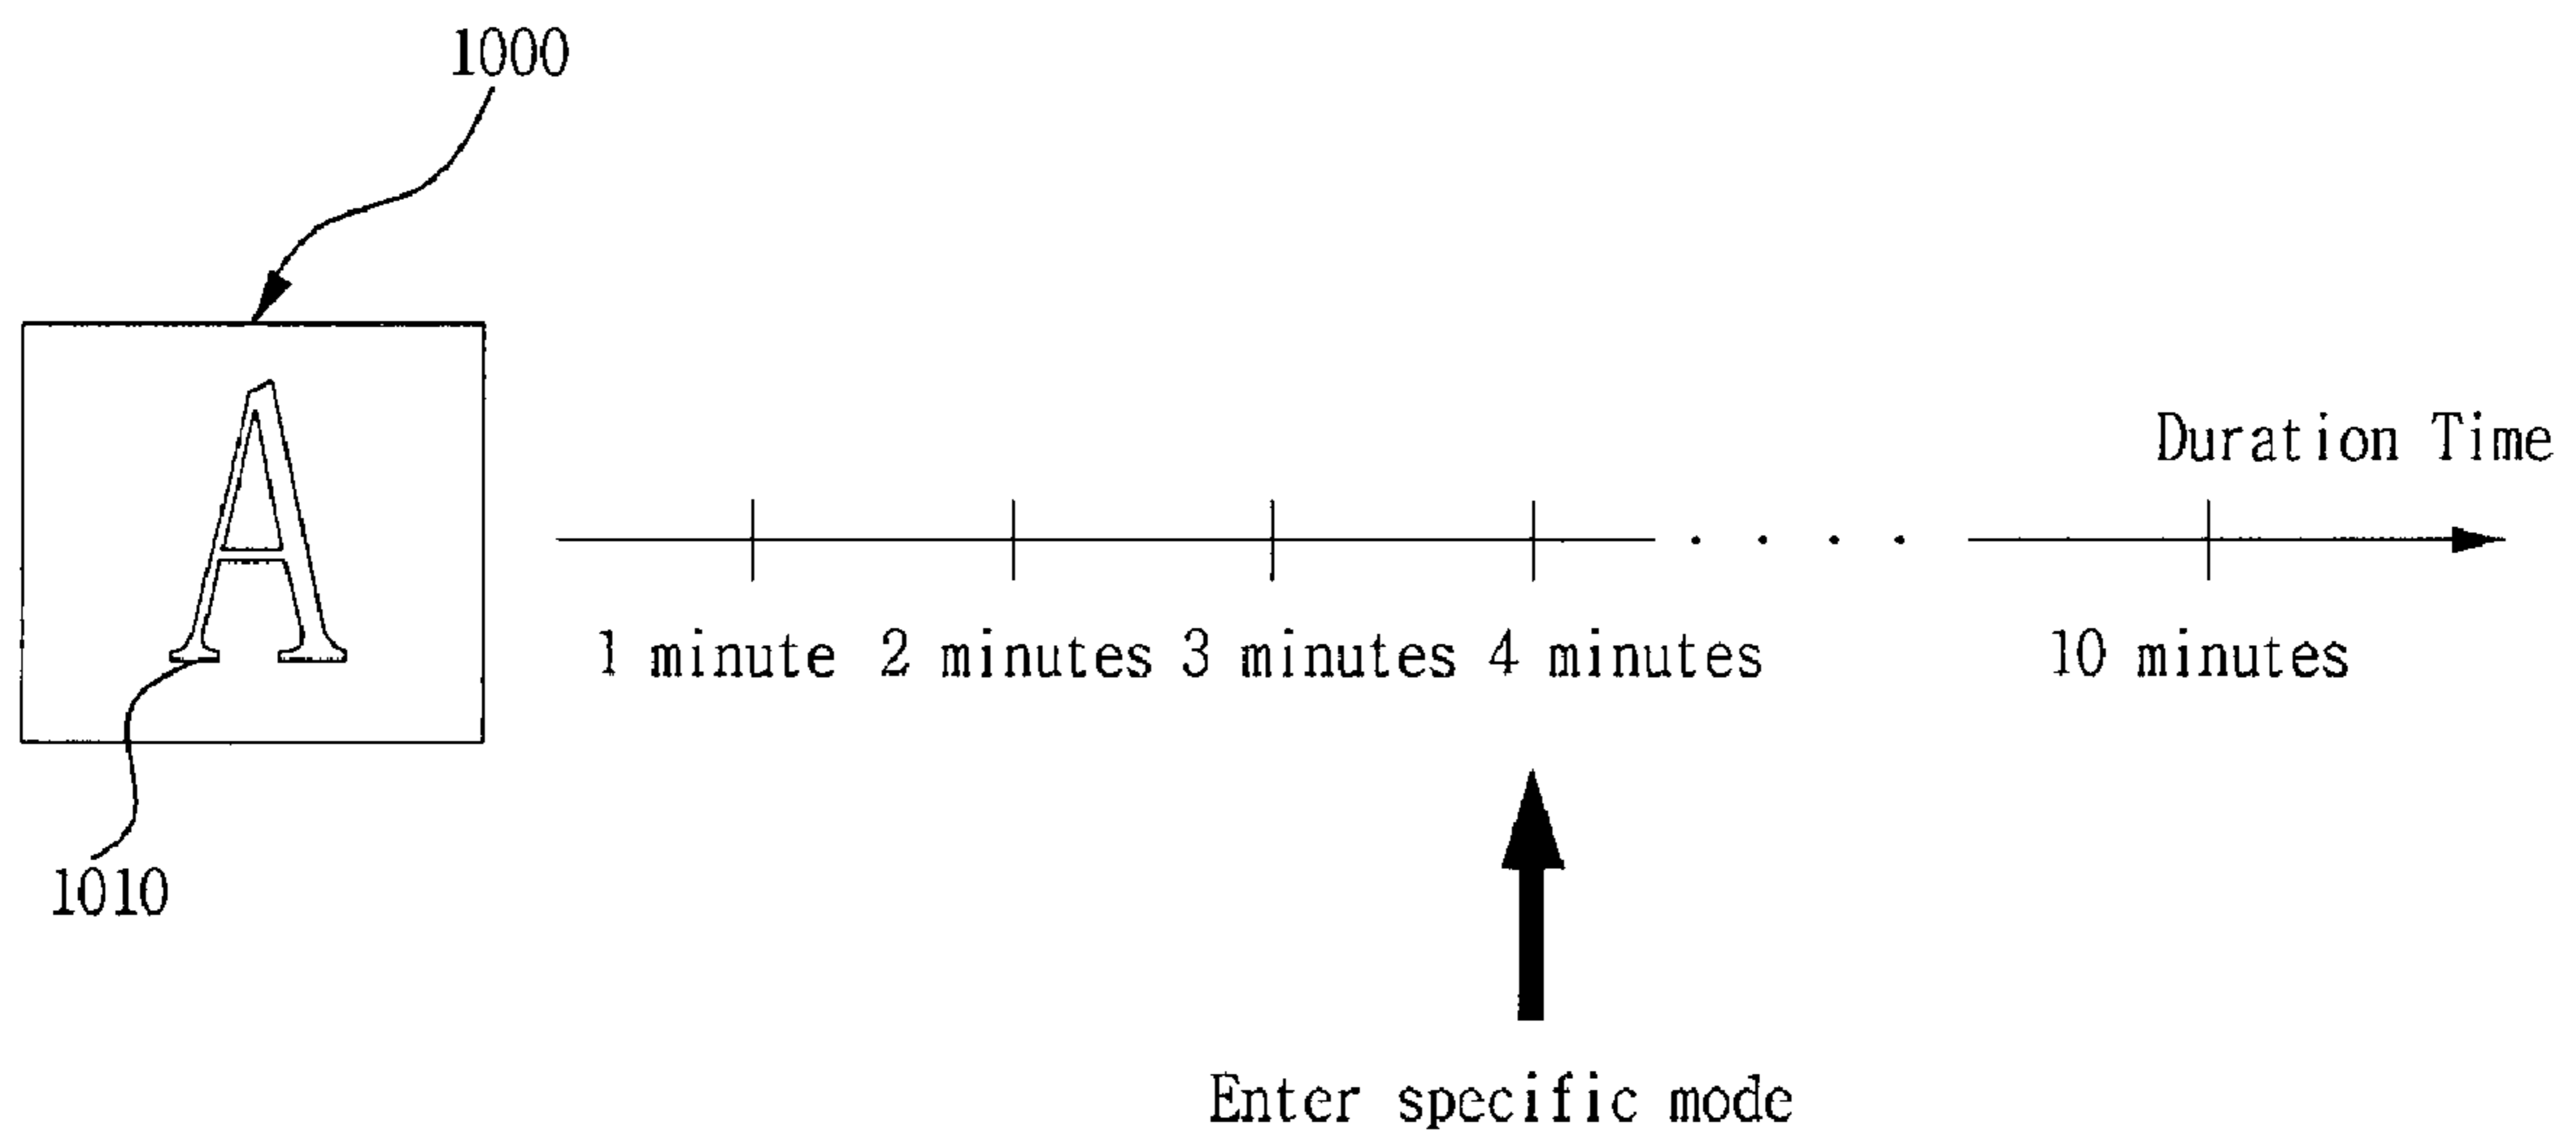 1000
A
Duration Time
1 minute 2 minutes 3 minutes 4 minutes 10 minutes
1010
Enter specific mode